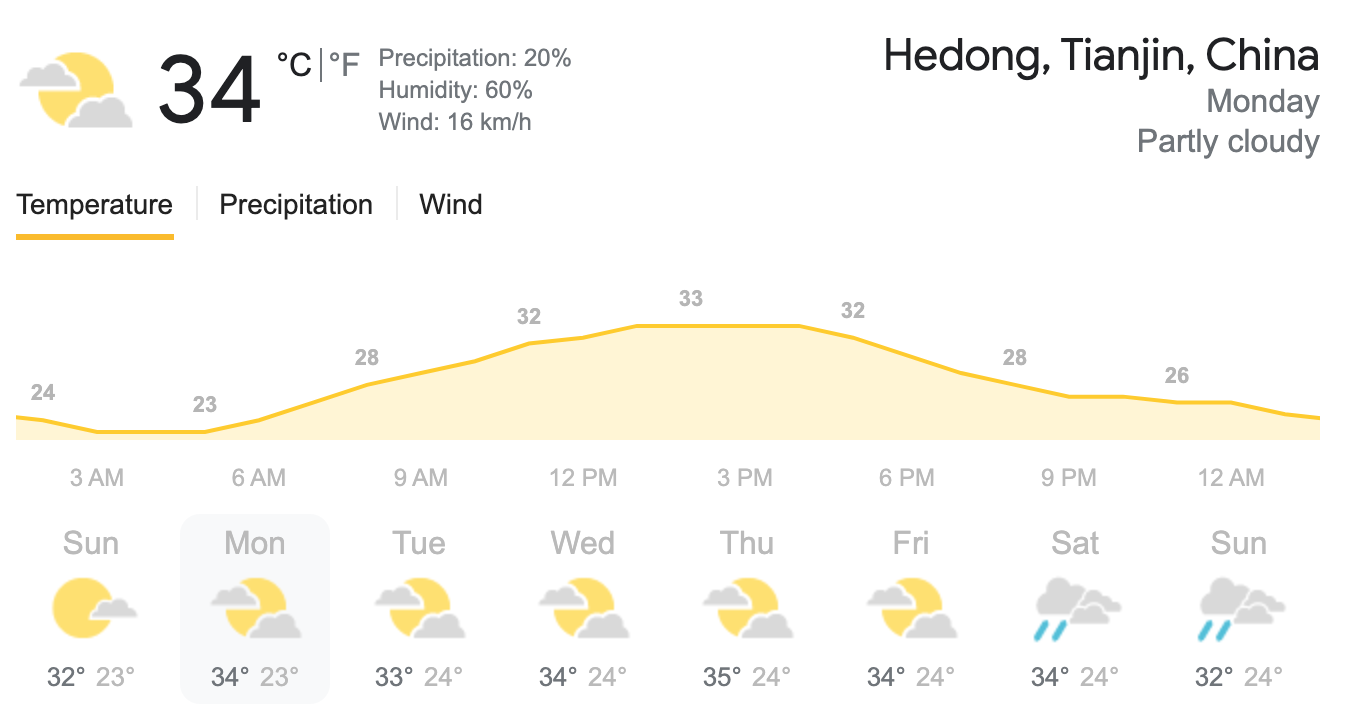 34 °C | °F
Precipitation: 20%
Humidity: 60%
Wind: 16 km/h
Hedong, Tianjin, China
Monday
Partly cloudy
Temperature Precipitation Wind
24 23 28 32 33 32 28 26
3 AM 6 AM 9 AM 12 PM 3 PM 6 PM 9 PM 12 AM
Sun Mon Tue Wed Thu Fri Sat Sun
32° 23° 34° 23° 33° 24° 34° 24° 35° 24° 34° 24° 34° 24° 32° 24°